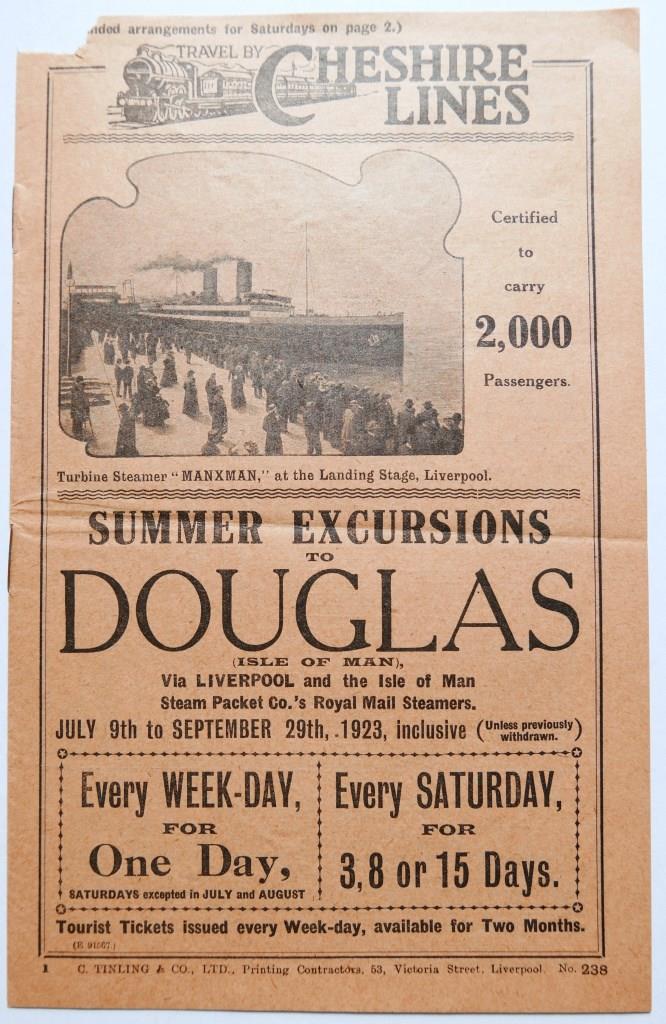 arrangements for Saturdays on page 2.)
TRAVEL BY
CHESHIRE
LINES
Certified
to
carry
2,000
Passengers.
Turbine Steamer "MANXMAN," at the Landing Stage, Liverpool.
SUMMER EXCURSIONS
TO
DOUGLAS
(ISLE OF MAN),
Via LIVERPOOL and the Isle of Man
Steam Packet Co.'s Royal Mail Steamers.
JULY 9th to SEPTEMBER 29th, 1923, inclusive (Unless previously withdrawn.)
Every WEEK-DAY,
FOR
One Day,
SATURDAYS excepted in JULY and AUGUST
Every SATURDAY,
FOR
3, 8 or 15 Days.
Tourist Tickets issued every Week-day, available for Two Months.
(E 91667.)
1 C. TINLING & CO., LTD., Printing Contractors, 53, Victoria Street, Liverpool. No. 238